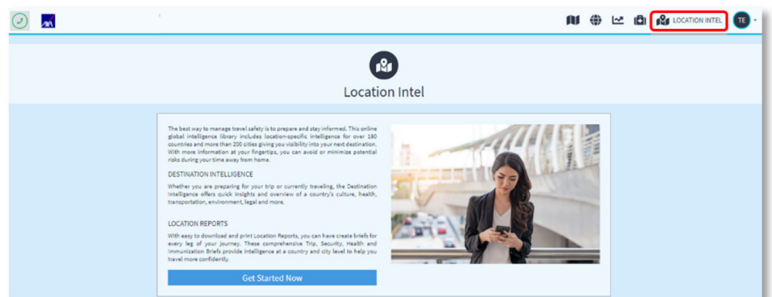 LOCATION INTEL
TE
Location Intel
The best way to manage travel safety is to prepare and stay informed. This online
global intelligence library includes location-specific intelligence for over 180
countries and more than 200 cities giving you visibility into your next destination.
With more information at your fingertips, you can avoid or minimize potential
risks during your time away from home.
DESTINATION INTELLIGENCE
Whether you are preparing for your trip or currently traveling, the Destination
Intelligence offers quick insights and overview of a country's culture, health,
transportation, environment, legal and more.
LOCATION REPORTS
With easy to download and print Location Reports, you can have create briefs for
every leg of your journey. These comprehensive Trip, Security, Health and
Immunization Briefs provide intelligence at a country and city level to help you
travel more confidently.
Get Started Now